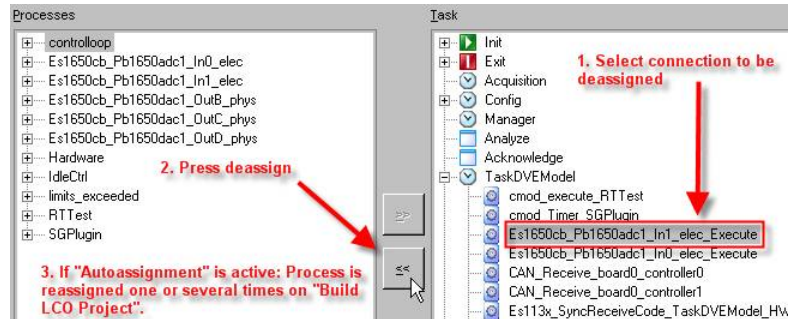 Processes
controlloop
Es1650cb_Pb1650adc1_In0_elec
Es1650cb_Pb1650adc1_In1_elec
Es1650cb_Pb1650dac1_OutB_phys
Es1650cb_Pb1650dac1_OutC_phys
Es1650cb_Pb1650dac1_OutD_phys
Hardware
IdleCtrl
limits_exceeded
RTTest
SGPlugin
2. Press deassign
3. If "Autoassignment" is active: Process is
reassigned one or several times on "Build
LCO Project".
>>
<<
Task
Init
Exit
Acquisition
Config
Manager
Analyze
Acknowledge
TaskDVEModel
cmod_execute_RTTest
cmod_Timer_SGPlugin
Es1650cb_Pb1650adc1_In1_elec_Execute
Es1650cb_Pb1650adc1_In0_elec_Execute
CAN_Receive_board0_controller0
CAN_Receive_board0_controller1
Es113x_SyncReceiveCode_TaskDVEModel_HW
1. Select connection to be
deassigned